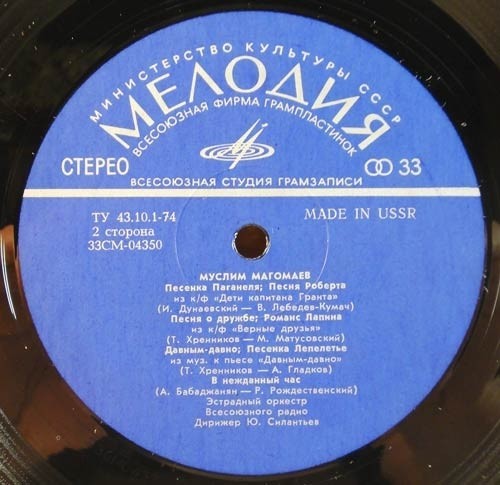 МИНИСТЕРСТВО КУЛЬТУРЫ СССР
МЕЛОДИЯ
ВСЕСОЮЗНАЯ ФИРМА ГРАМПЛАСТИНОК
СТЕРЕО
33
ВСЕСОЮЗНАЯ СТУДИЯ ГРАМЗАПИСИ
ТУ 43.10.1-74
MADE IN USSR
2 сторона
33СМ-04350
МУСЛИМ МАГОМАЕВ
Песенка Паганеля; Песня Роберта
из к/ф «Дети капитана Гранта»
(И. Дунаевский — В. Лебедев-Кумач)
Песня о дружбе; Романс Лапина
из к/ф «Верные друзья»
(Т. Хренников — М. Матусовский)
Давным-давно; Песенка Лепелетье
из муз. к пьесе «Давным-давно»
(Т. Хренников — А. Гладков)
В нежданный час
(А. Бабаджанян — Р. Рождественский)
Эстрадный оркестр
Всесоюзного радио
Дирижер Ю. Силантьев